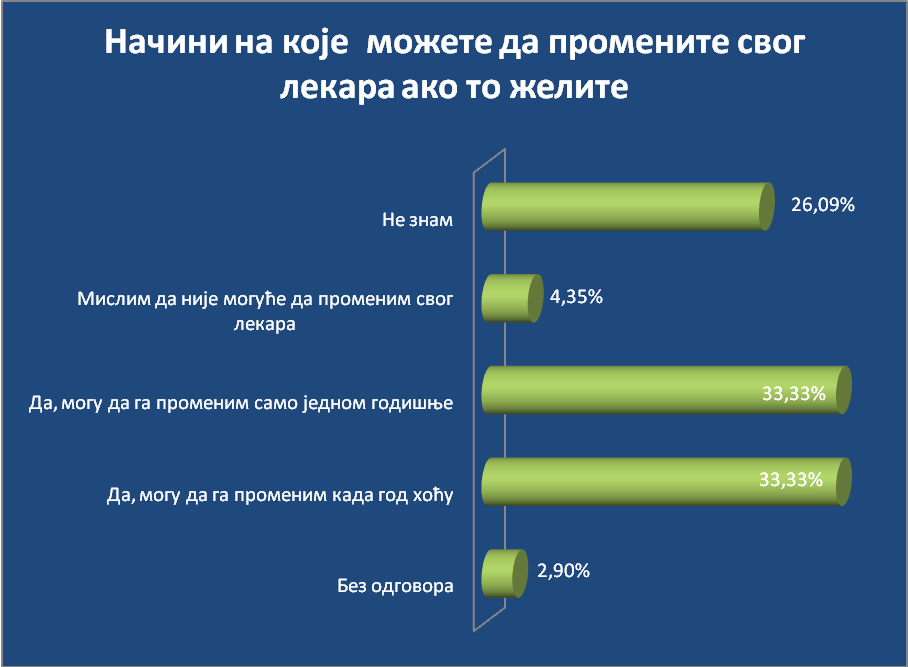 Начини на које можете да промените свог
лекара ако то желите
Не знам
26,09%
Мислим да није могуће да променим свог
лекара
4,35%
Да, могу да га променим само једном годишње
33,33%
Да, могу да га променим када год хоћу
33,33%
Без одговора
2,90%